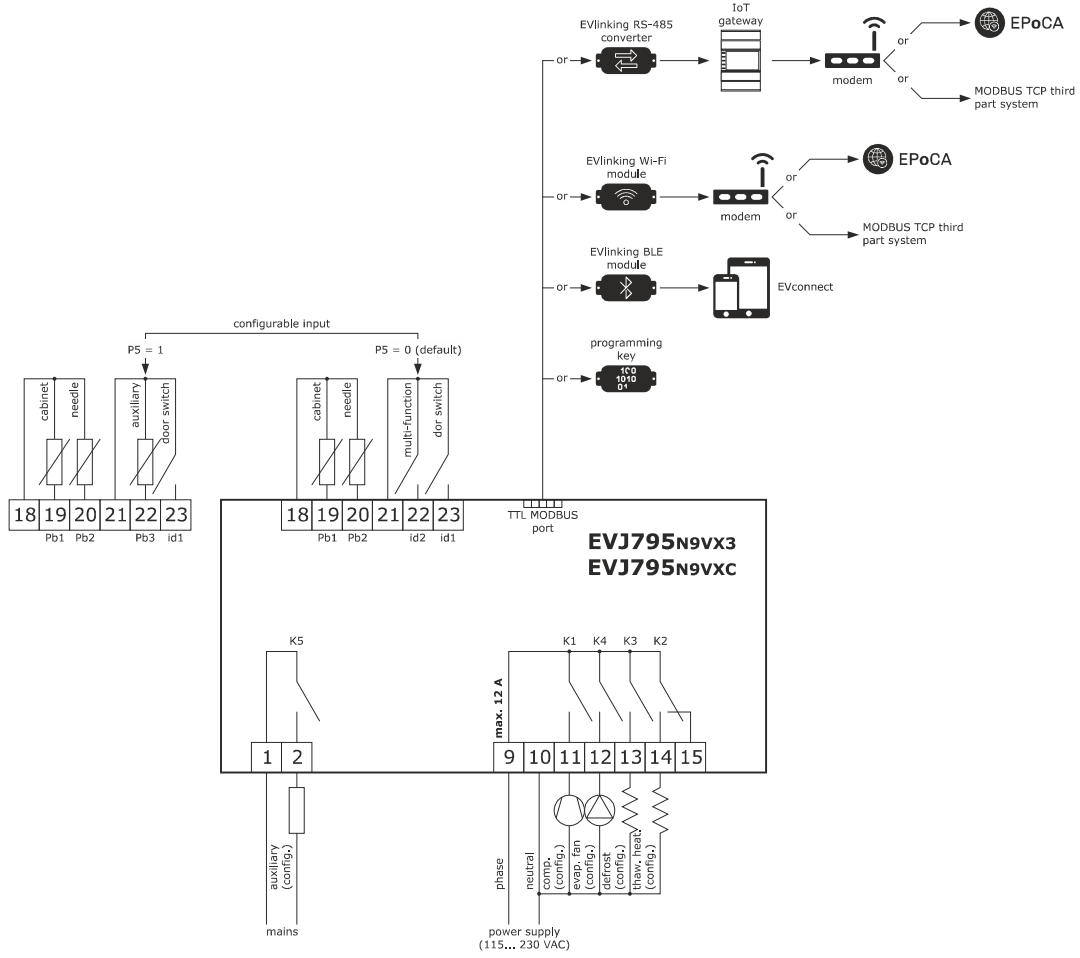 IoT
gateway
EVlinking RS-485
converter
or
modem
or
EPoCA
or
MODBUS TCP third
part system
EVlinking Wi-Fi
module
or
modem
or
EPoCA
or
MODBUS TCP third
part system
EVlinking BLE
module
or
EVconnect
programming
key
or
100
1010
01
configurable input
P5 = 1
P5 = 0 (default)
cabinet
needle
auxiliary
door switch
cabinet
needle
multi-function
dor switch
18 19 20 21 22 23
Pb1 Pb2 Pb3 id1
18 19 20 21 22 23
Pb1 Pb2 id2 id1
TTL MODBUS
port
EVJ795N9VX3
EVJ795N9VXC
K5
K1 K4 K3 K2
max. 12 A
1 2
9 10 11 12 13 14 15
auxiliary
(config.)
mains
phase
neutral
comp.
(config.)
evap. fan
(config.)
defrost
(config.)
thaw. heat.
(config.)
power supply
(115... 230 VAC)